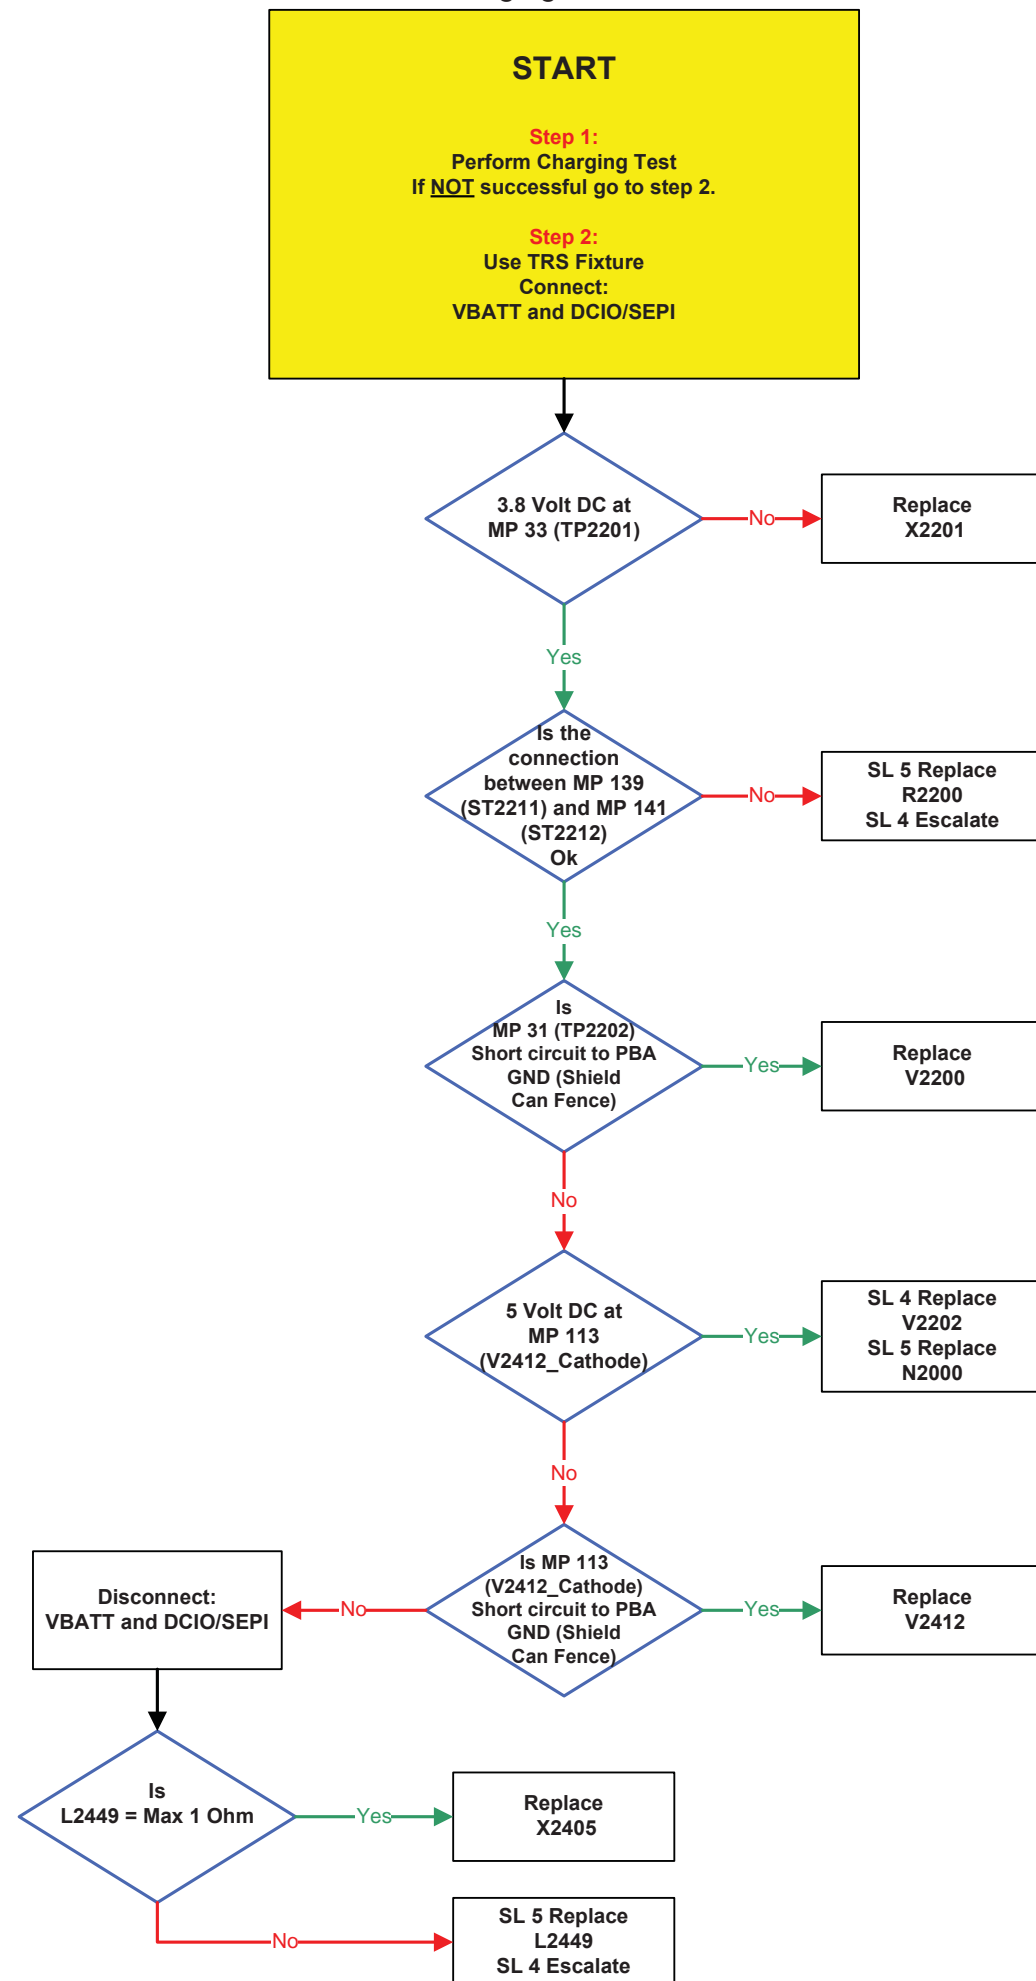 START
Step 1:
Perform Charging Test
If NOT successful go to step 2.
Step 2:
Use TRS Fixture
Connect:
VBATT and DCIO/SEPI
3.8 Volt DC at
MP 33 (TP2201)
No
Replace
X2201
Yes
Is the
connection
between MP 139
(ST2211) and MP 141
(ST2212)
Ok
No
SL 5 Replace
R2200
SL 4 Escalate
Yes
Is
MP 31 (TP2202)
Short circuit to PBA
GND (Shield
Can Fence)
Yes
Replace
V2200
No
5 Volt DC at
MP 113
(V2412_Cathode)
Yes
SL 4 Replace
V2202
SL 5 Replace
N2000
No
Is MP 113
(V2412_Cathode)
Short circuit to PBA
GND (Shield
Can Fence)
Yes
Replace
V2412
No
Disconnect:
VBATT and DCIO/SEPI
Is
L2449 = Max 1 Ohm
Yes
Replace
X2405
No
SL 5 Replace
L2449
SL 4 Escalate